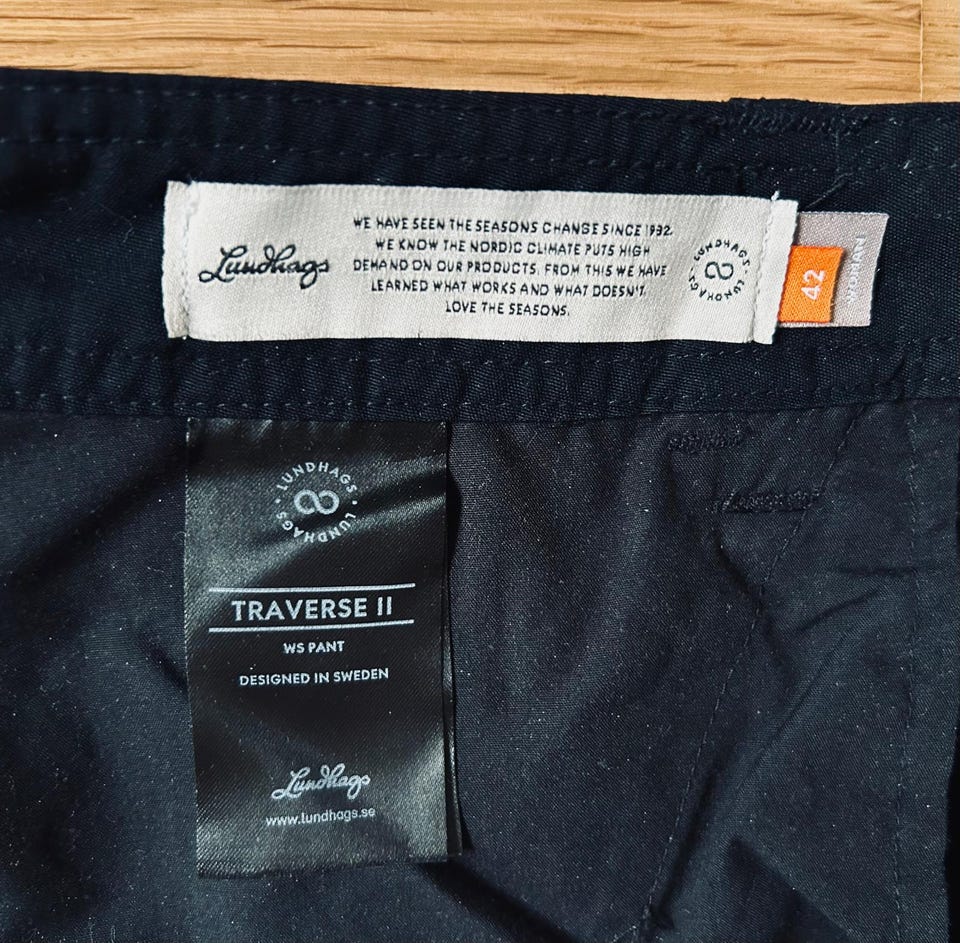 Lundhags
WE HAVE SEEN THE SEASONS CHANGE SINCE 1932.
WE KNOW THE NORDIC CLIMATE PUTS HIGH
DEMAND ON OUR PRODUCTS. FROM THIS WE HAVE
LEARNED WHAT WORKS AND WHAT DOESN'T.
LOVE THE SEASONS.
LUNDHAGS · LUNDHAGS ·
42
WOMAN
LUNDHAGS · LUNDHAGS ·
TRAVERSE II
WS PANT
DESIGNED IN SWEDEN
Lundhags
www.lundhags.se